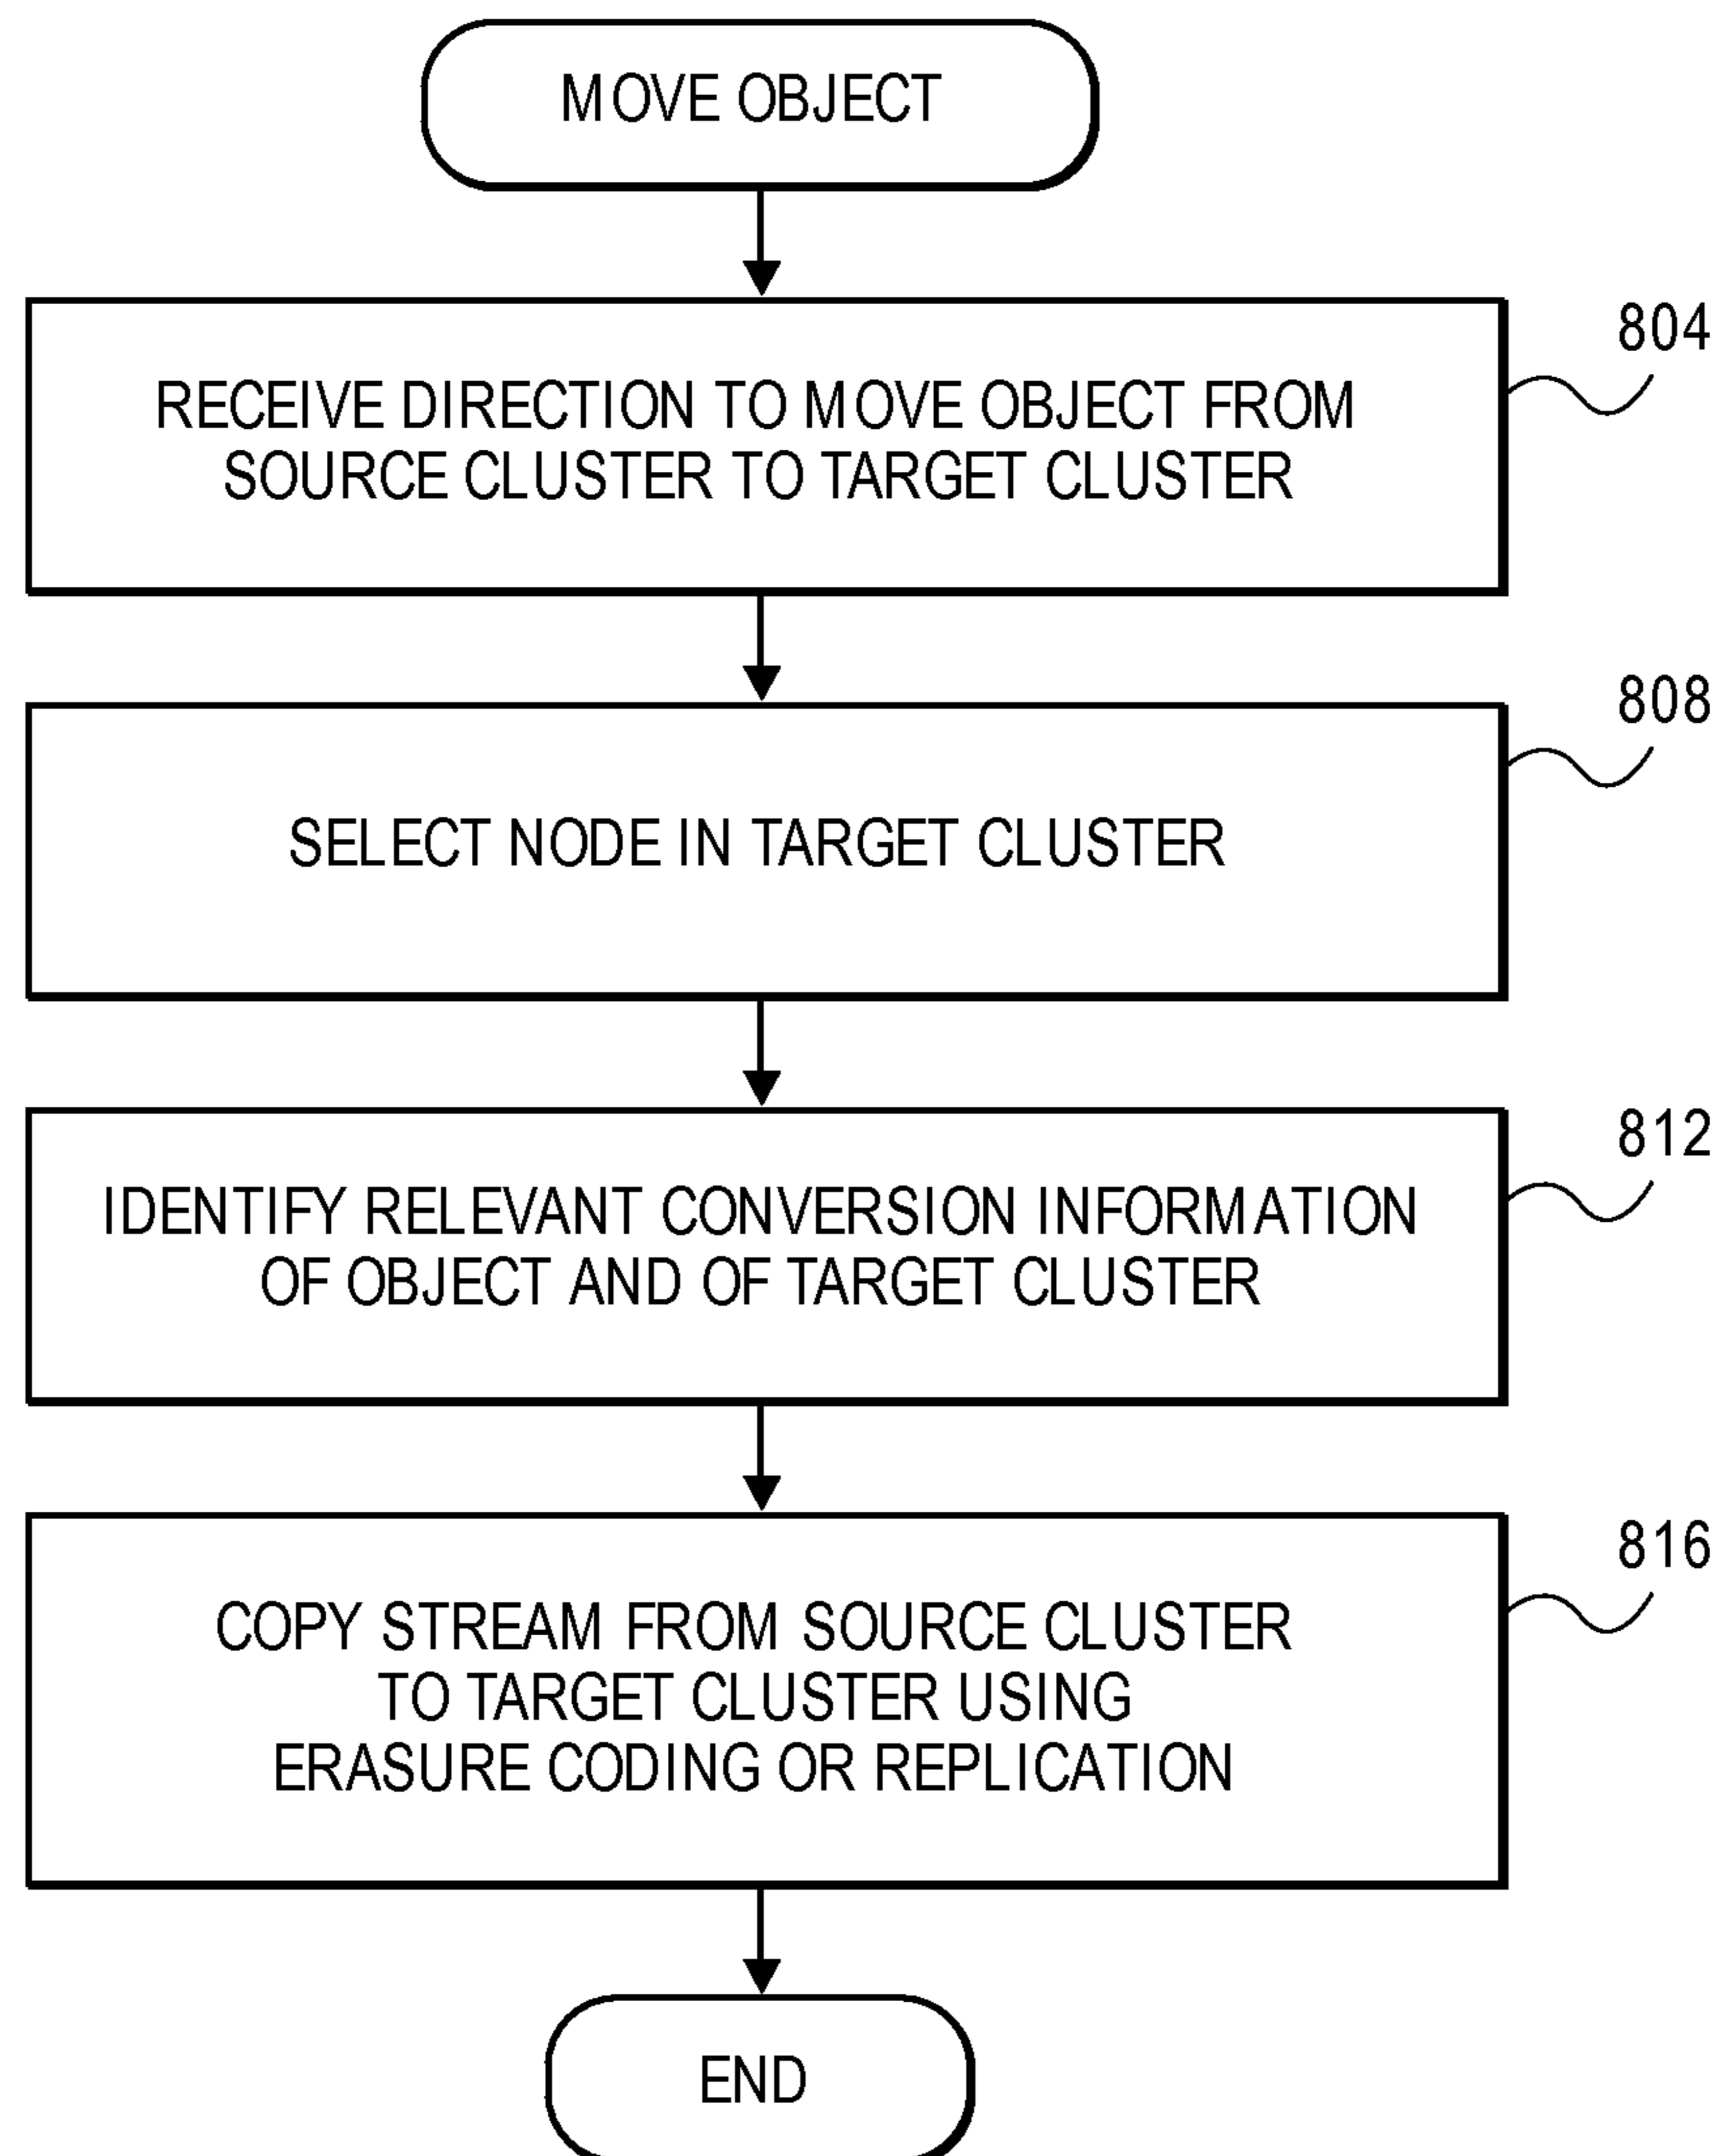 MOVE OBJECT
804
RECEIVE DIRECTION TO MOVE OBJECT FROM
SOURCE CLUSTER TO TARGET CLUSTER
808
SELECT NODE IN TARGET CLUSTER
812
IDENTIFY RELEVANT CONVERSION INFORMATION
OF OBJECT AND OF TARGET CLUSTER
816
COPY STREAM FROM SOURCE CLUSTER
TO TARGET CLUSTER USING
ERASURE CODING OR REPLICATION
END